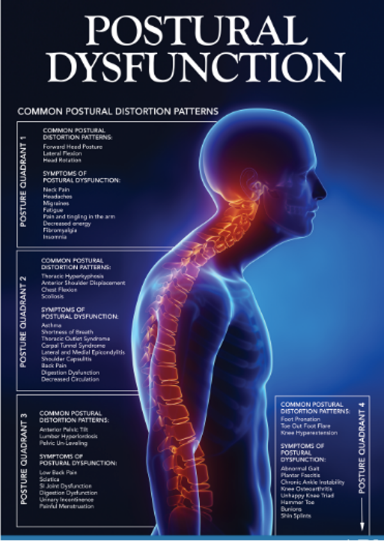 POSTURAL
DYSFUNCTION
COMMON POSTURAL DISTORTION PATTERNS
POSTURE QUADRANT 1
COMMON POSTURAL
DISTORTION PATTERNS:
Forward Head Posture
Lateral Flexion
Head Rotation
SYMPTOMS OF
POSTURAL DYSFUNCTION:
Neck Pain
Headaches
Migraines
Fatigue
Pain and tingling in the arm
Decreased energy
Fibromyalgia
Insomnia
POSTURE QUADRANT 2
COMMON POSTURAL
DISTORTION PATTERNS:
Thoracic Hyperkyphosis
Anterior Shoulder Displacement
Chest Flexion
Scoliosis
SYMPTOMS OF
POSTURAL DYSFUNCTION:
Asthma
Shortness of Breath
Thoracic Outlet Syndrome
Carpal Tunnel Syndrome
Lateral and Medial Epicondylitis
Shoulder Capsulitis
Back Pain
Digestion Dysfunction
Decreased Circulation
POSTURE QUADRANT 3
COMMON POSTURAL
DISTORTION PATTERNS:
Anterior Pelvic Tilt
Lumbar Hyperlordosis
Pelvic Un-Leveling
SYMPTOMS OF
POSTURAL DYSFUNCTION:
Low Back Pain
Sciatica
SI Joint Dysfunction
Digestion Dysfunction
Urinary Incontinence
Painful Menstruation
POSTURE QUADRANT 4
COMMON POSTURAL
DISTORTION PATTERNS:
Foot Pronation
Toe Out Foot Flare
Knee Hyperextension
SYMPTOMS OF
POSTURAL
DYSFUNCTION:
Abnormal Gait
Plantar Fasciitis
Chronic Ankle Instability
Knee Osteoarthritis
Unhappy Knee Triad
Hammer Toe
Bunions
Shin Splints